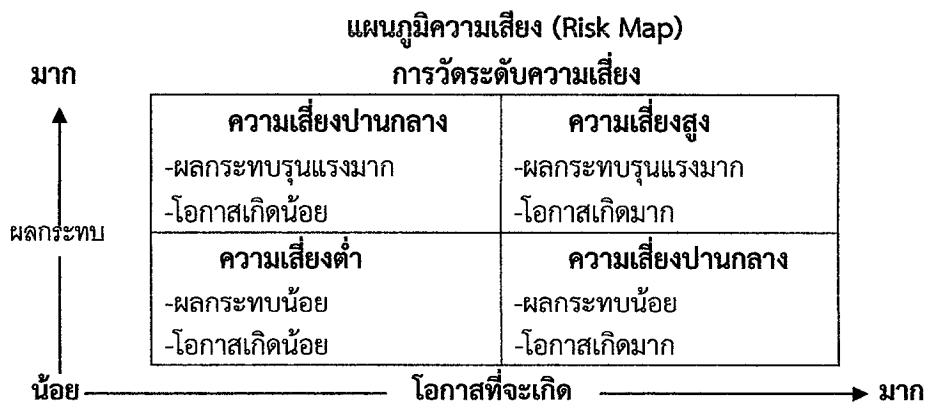 แผนภูมิความเสี่ยง (Risk Map)
มาก การวัดระดับความเสี่ยง
ความเสี่ยงปานกลาง ความเสี่ยงสูง
-ผลกระทบรุนแรงมาก -ผลกระทบรุนแรงมาก
-โอกาสเกิดน้อย -โอกาสเกิดมาก
ผลกระทบ
ความเสี่ยงต่ำ ความเสี่ยงปานกลาง
-ผลกระทบน้อย -ผลกระทบน้อย
-โอกาสเกิดน้อย -โอกาสเกิดมาก
น้อย โอกาสที่จะเกิด มาก